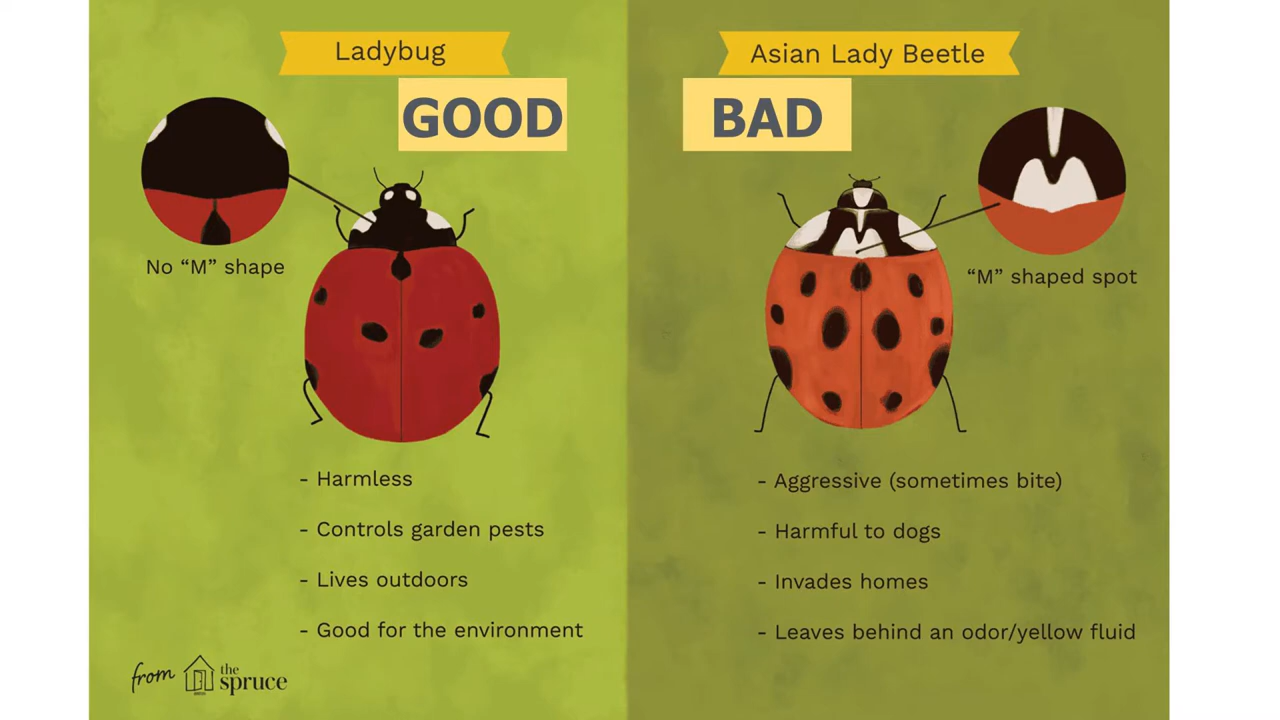 Ladybug
GOOD
No “M” shape
- Harmless
- Controls garden pests
- Lives outdoors
- Good for the environment
from the spruce
Asian Lady Beetle
BAD
“M” shaped spot
- Aggressive (sometimes bite)
- Harmful to dogs
- Invades homes
- Leaves behind an odor/yellow fluid